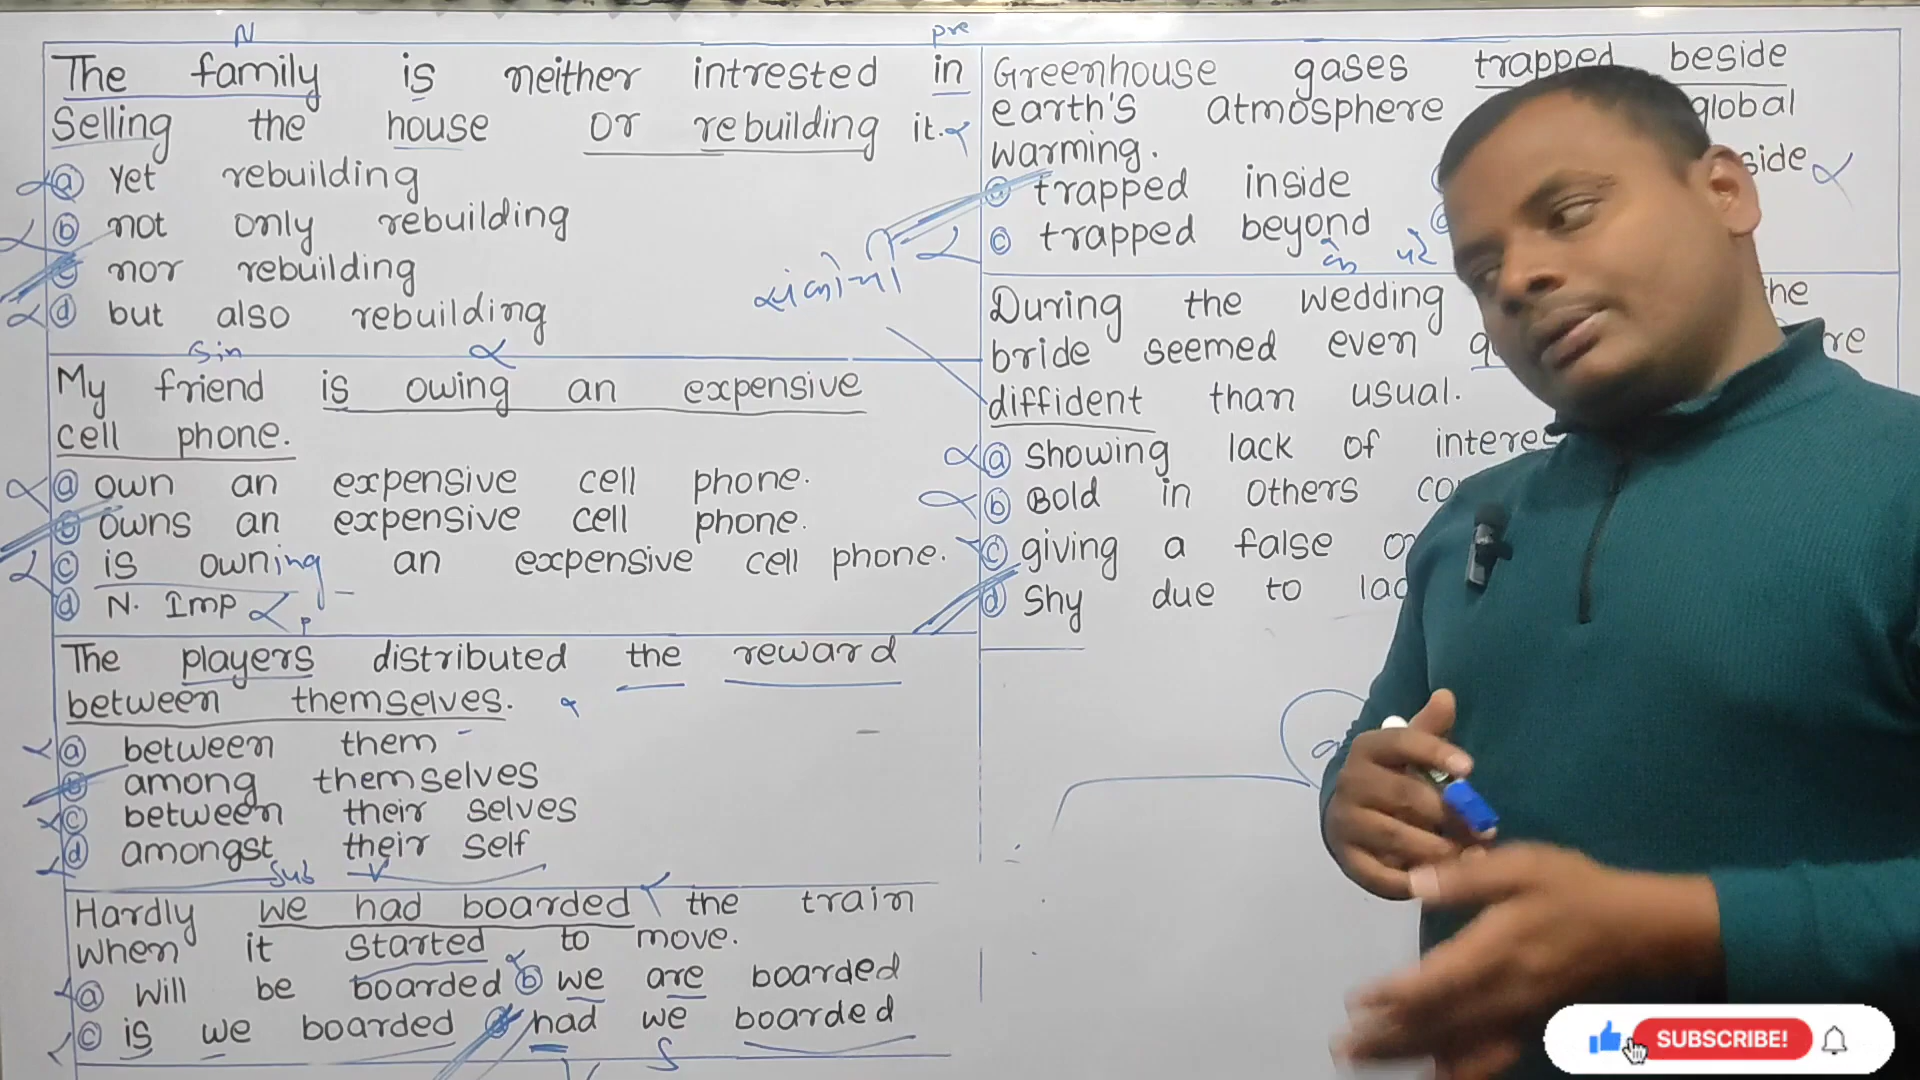 N
The family is neither intrested in
pre
Selling the house or rebuilding it.
ⓐ Yet rebuilding
ⓑ not only rebuilding
ⓒ nor rebuilding
ⓓ but also rebuilding
Sin
My friend is owing an expensive
cell phone.
ⓐ own an expensive cell phone.
ⓑ owns an expensive cell phone.
ⓒ is owning an expensive cell phone.
ⓓ N. Imp
P
The players distributed the reward
between themselves.
ⓐ between them
ⓑ among themselves
ⓒ between their selves
ⓓ amongst their self
Sub V
Hardly we had boarded the train
when it started to move.
ⓐ will be boarded ⓑ we are boarded
ⓒ is we boarded ⓓ had we boarded
V S
Greenhouse gases trapped beside
earth's atmosphere global
warming.
ⓐ trapped inside side
ⓒ trapped beyond
During the wedding the
bride seemed even re
diffident than usual.
ⓐ Showing lack of
ⓑ Bold in others
ⓒ giving a false
ⓓ Shy due to
SUBSCRIBE!